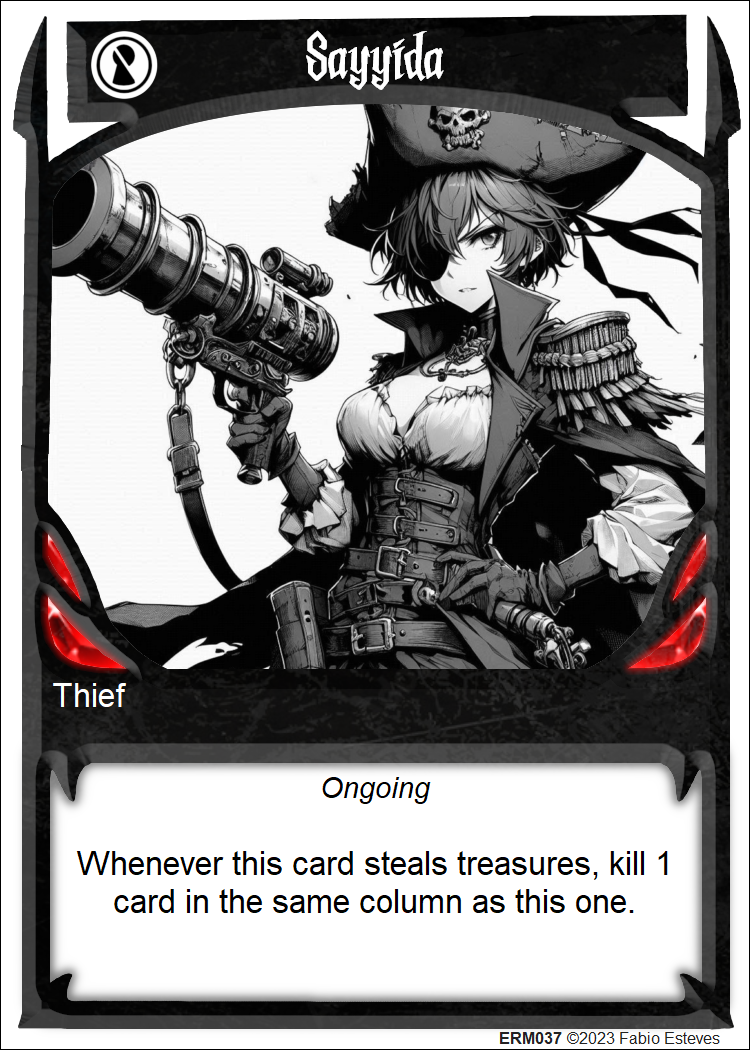 Sayyida
Thief
Ongoing
Whenever this card steals treasures, kill 1
card in the same column as this one.
ERM037 ©2023 Fabio Esteves